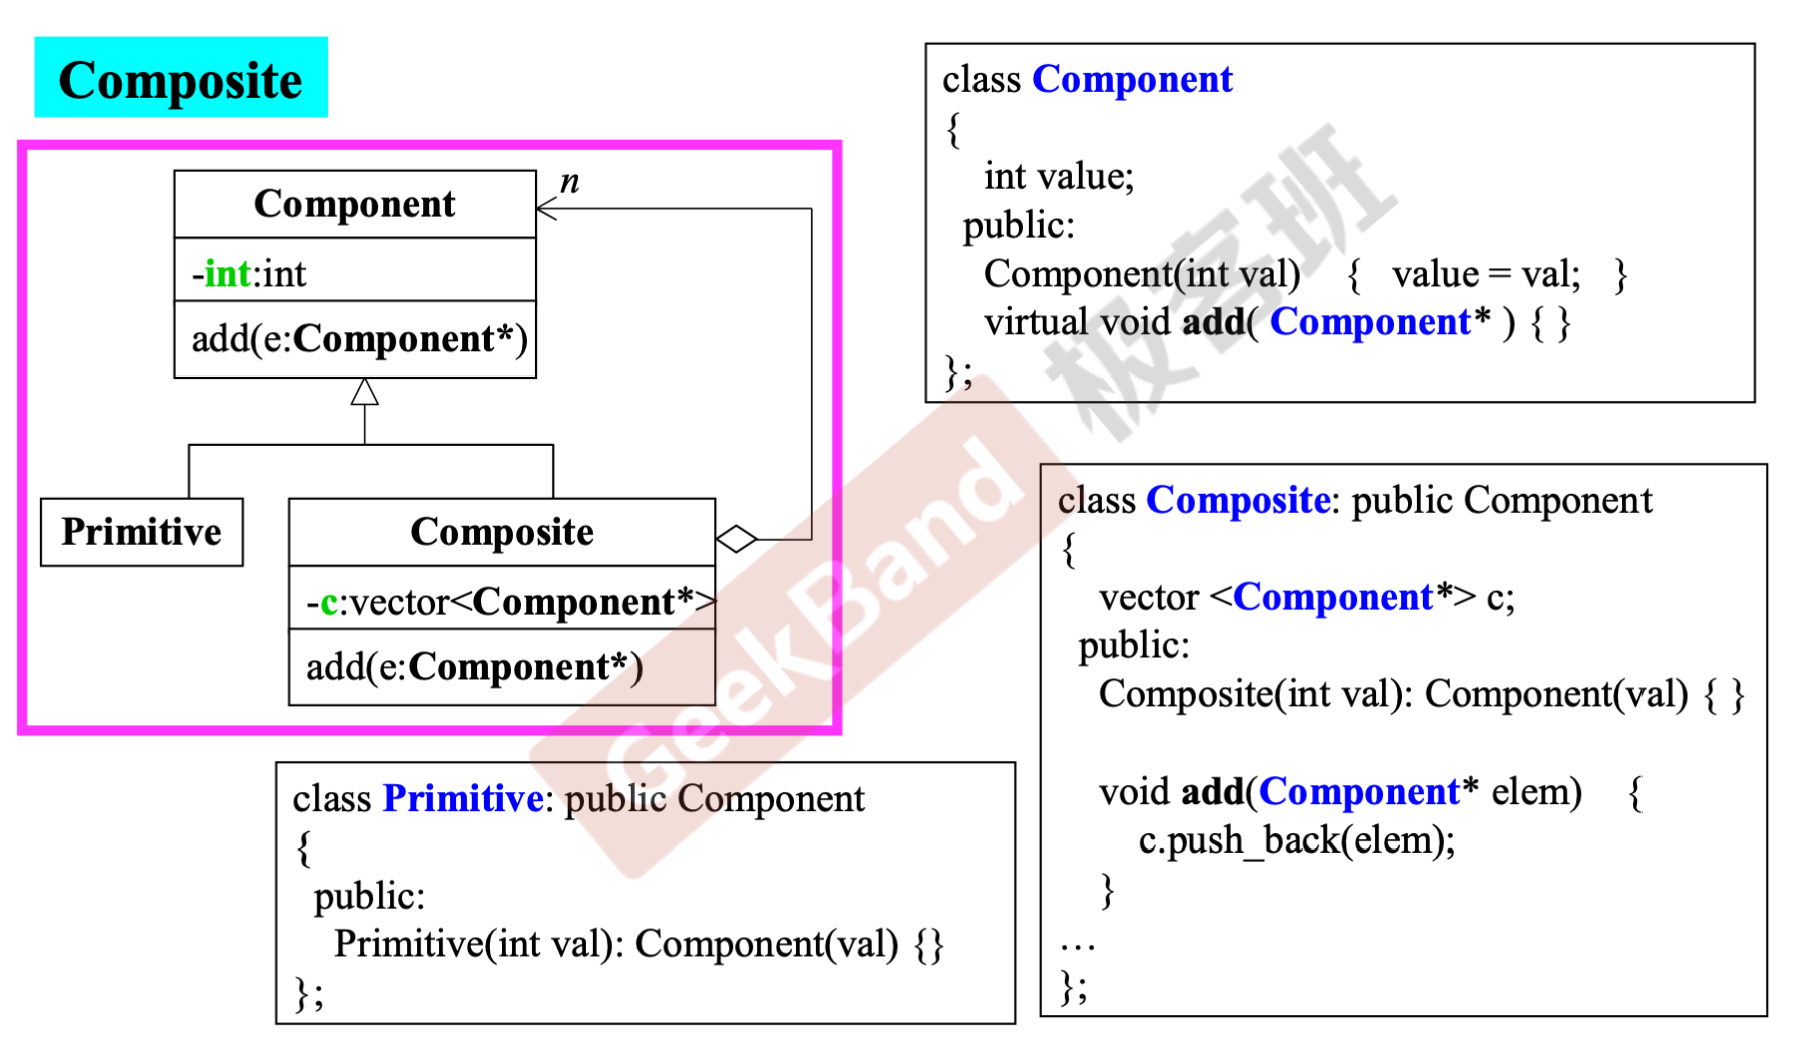 Composite
Component
n
-int:int
add(e:Component*)
Primitive
Composite
-c:vector<Component*>
add(e:Component*)
class Component
{
int value;
public:
Component(int val) { value = val; }
virtual void add( Component* ) { }
};
class Primitive: public Component
{
public:
Primitive(int val): Component(val) {}
};
class Composite: public Component
{
vector <Component*> c;
public:
Composite(int val): Component(val) { }
void add(Component* elem) {
c.push_back(elem);
}
…
};
GeekBand 极客班